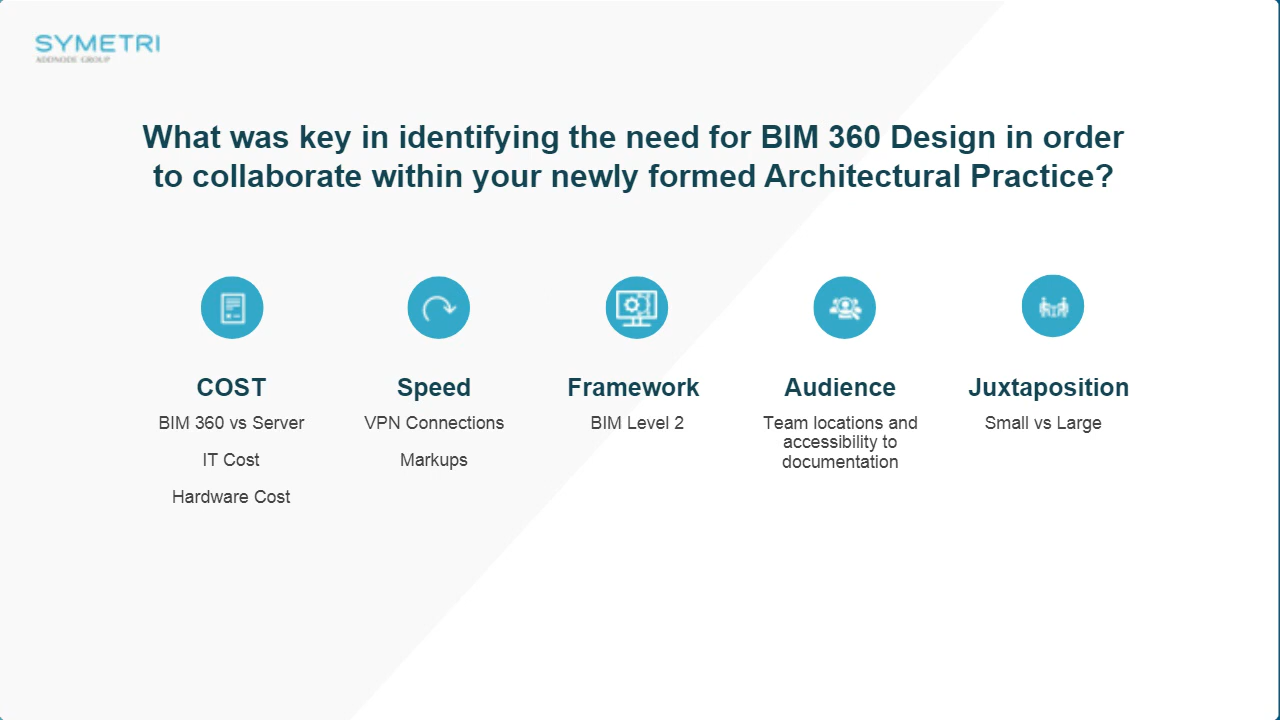 SYMETRI
ADDNODE GROUP
What was key in identifying the need for BIM 360 Design in order
to collaborate within your newly formed Architectural Practice?
COST
BIM 360 vs Server
IT Cost
Hardware Cost
Speed
VPN Connections
Markups
Framework
BIM Level 2
Audience
Team locations and
accessibility to
documentation
Juxtaposition
Small vs Large